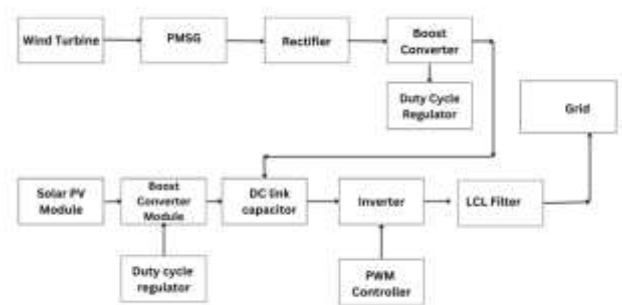 Wind Turbine
PMSG
Rectifier
Boost
Converter
Duty Cycle
Regulator
Grid
Solar PV
Module
Boost
Converter
Module
DC link
capacitor
Inverter
LCL Filter
Duty cycle
regulator
PWM
Controller